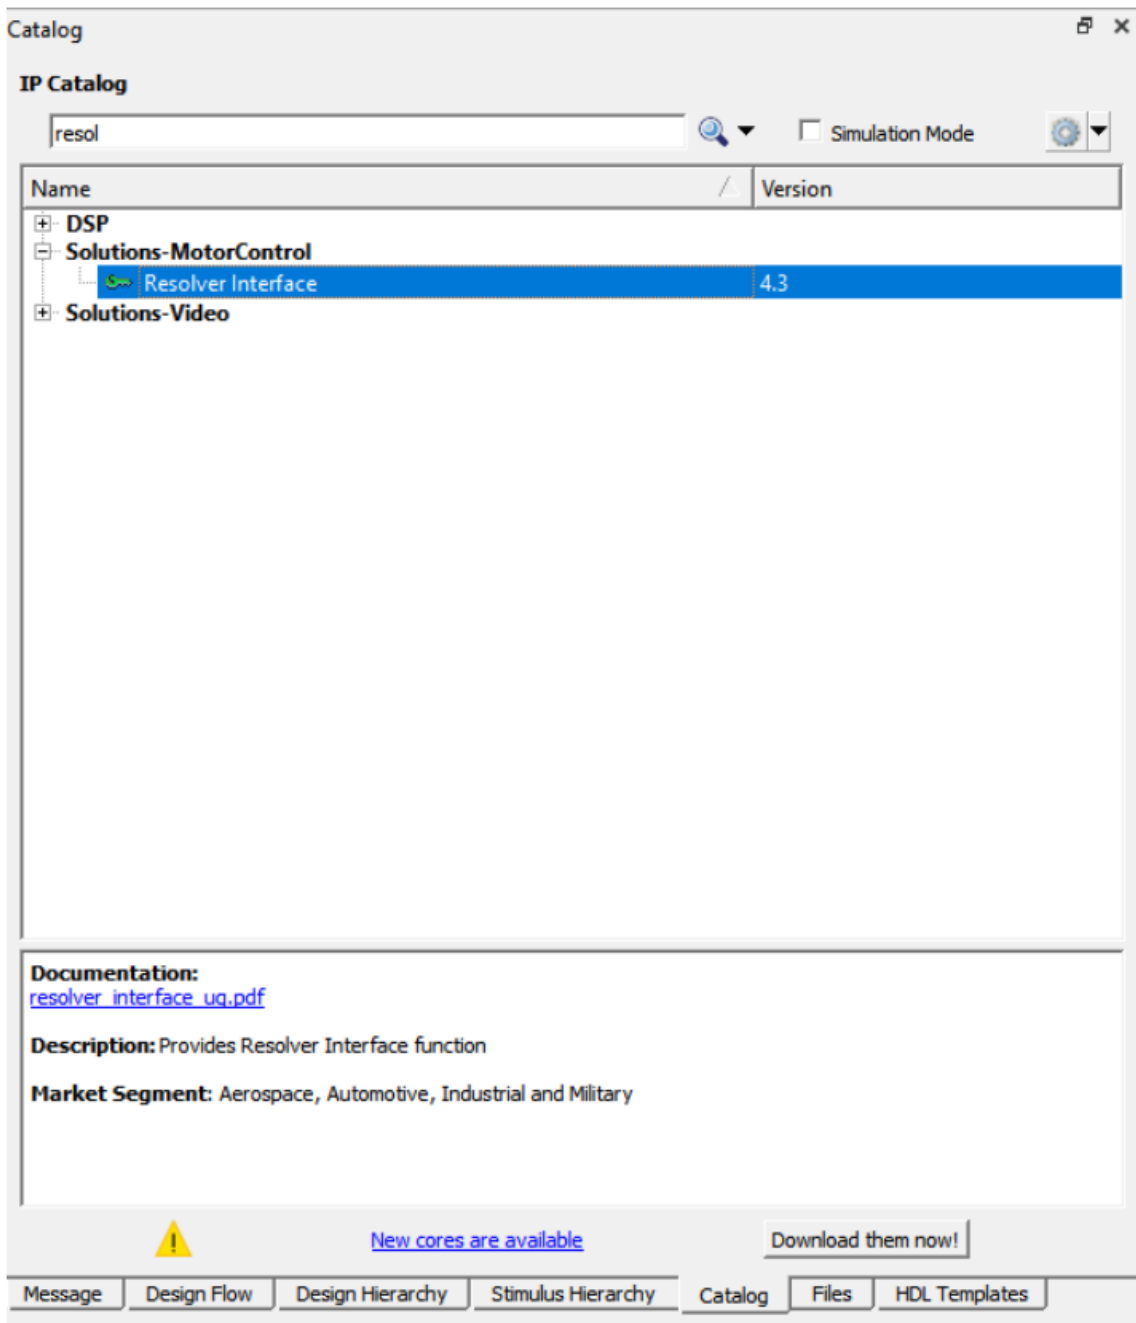 Catalog
IP Catalog
resol
Simulation Mode
Name Version
DSP
Solutions-MotorControl
Resolver Interface 4.3
Solutions-Video
Documentation:
resolver_interface_ug.pdf
Description: Provides Resolver Interface function
Market Segment: Aerospace, Automotive, Industrial and Military
New cores are available Download them now!
Message Design Flow Design Hierarchy Stimulus Hierarchy Catalog Files HDL Templates